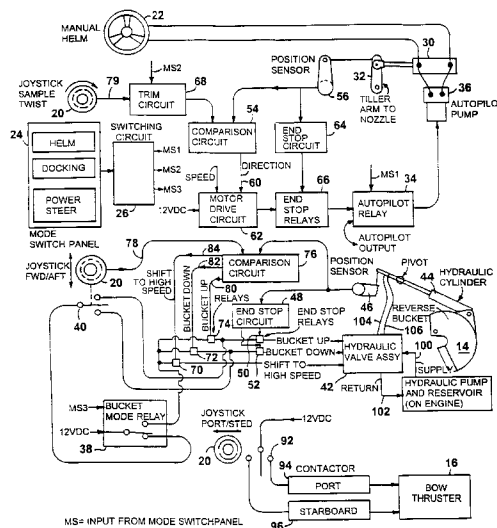 22
MANUAL HELM
30
36
AUTOPILOT PUMP
POSITION SENSOR
32
TILLER ARM TO NOZZLE
56
JOYSTICK SAMPLE TWIST
79
20
MS2
68
TRIM CIRCUIT
54
COMPARISON CIRCUIT
64
END STOP CIRCUIT
24
HELM
DOCKING
POWER STEER
MODE SWITCH PANEL
SWITCHING CIRCUIT
26
MS1
MS2
MS3
SPEED
60
DIRECTION
12VDC
MOTOR DRIVE CIRCUIT
62
66
END STOP RELAYS
MS1
34
AUTOPILOT RELAY
AUTOPILOT OUTPUT
78
JOYSTICK FWD/AFT
20
40
84
82
SHIFT TO HIGH SPEED
BUCKET DOWN
BUCKET UP
80
RELAYS
74
76
COMPARISON CIRCUIT
48
END STOP CIRCUIT
END STOP RELAYS
50
52
72
70
BUCKET UP
BUCKET DOWN
SHIFT TO HIGH SPEED
POSITION SENSOR
46
PIVOT
44
HYDRAULIC CYLINDER
104
106
REVERSE BUCKET
14
HYDRAULIC VALVE ASSY
42
100
SUPPLY
RETURN
102
HYDRAULIC PUMP AND RESERVOIR (ON ENGINE)
MS3
12VDC
BUCKET MODE RELAY
38
JOYSTICK PORT/STED
20
12VDC
92
CONTACTOR
94
PORT
STARBOARD
96
16
BOW THRUSTER
MS= INPUT FROM MODE SWITCHPANEL